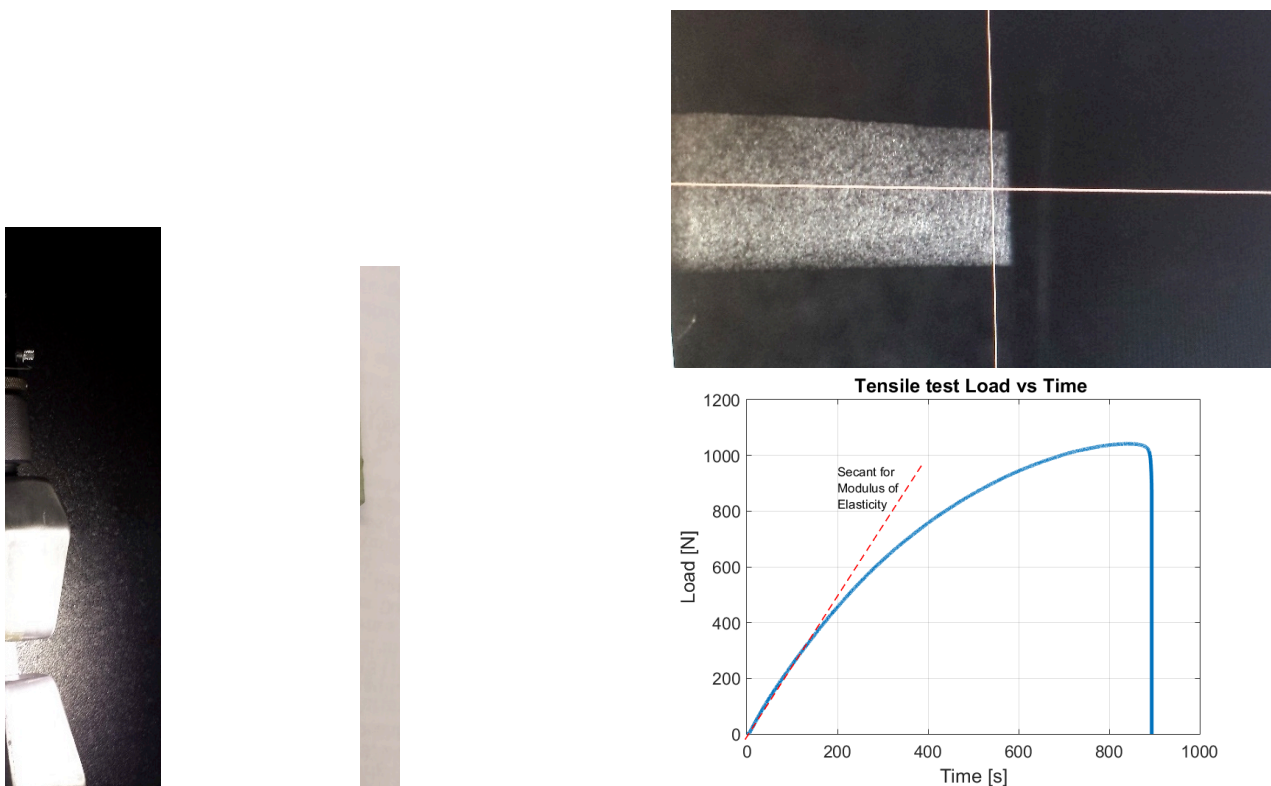 Tensile test Load vs Time
1200
1000
800
600
400
200
0
Load [N]
Secant for
Modulus of
Elasticity
0 200 400 600 800 1000
Time [s]